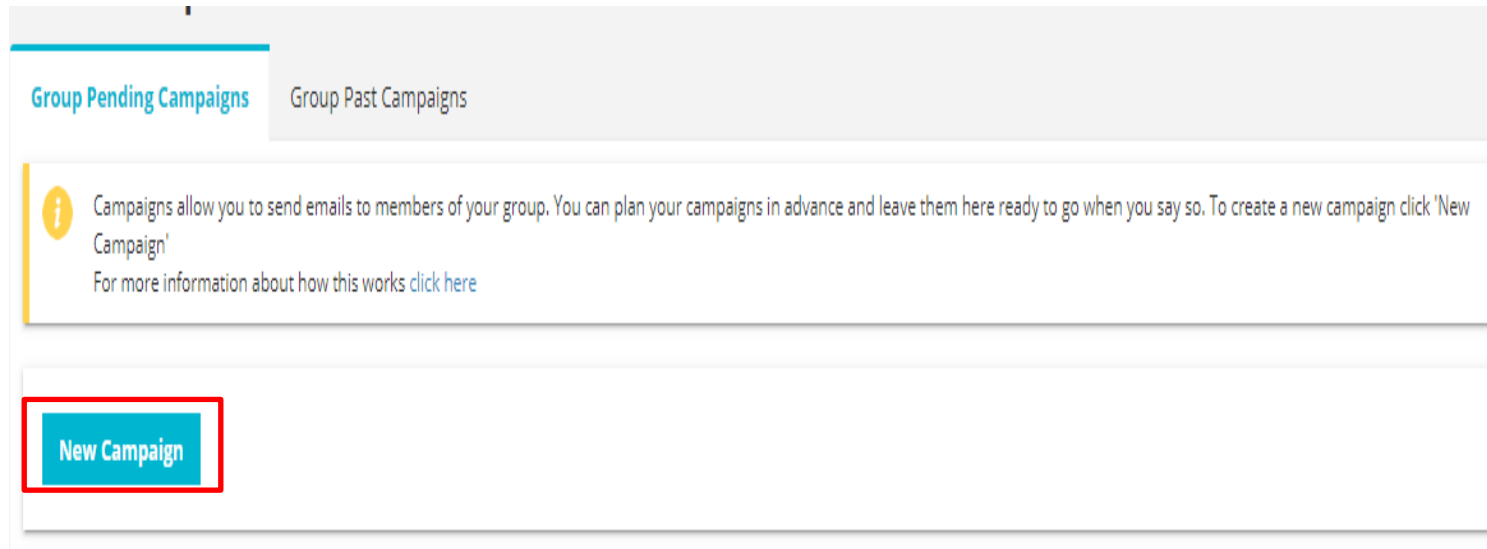 Group Pending Campaigns
Group Past Campaigns
Campaigns allow you to send emails to members of your group. You can plan your campaigns in advance and leave them here ready to go when you say so. To create a new campaign click 'New
Campaign'
For more information about how this works click here
New Campaign